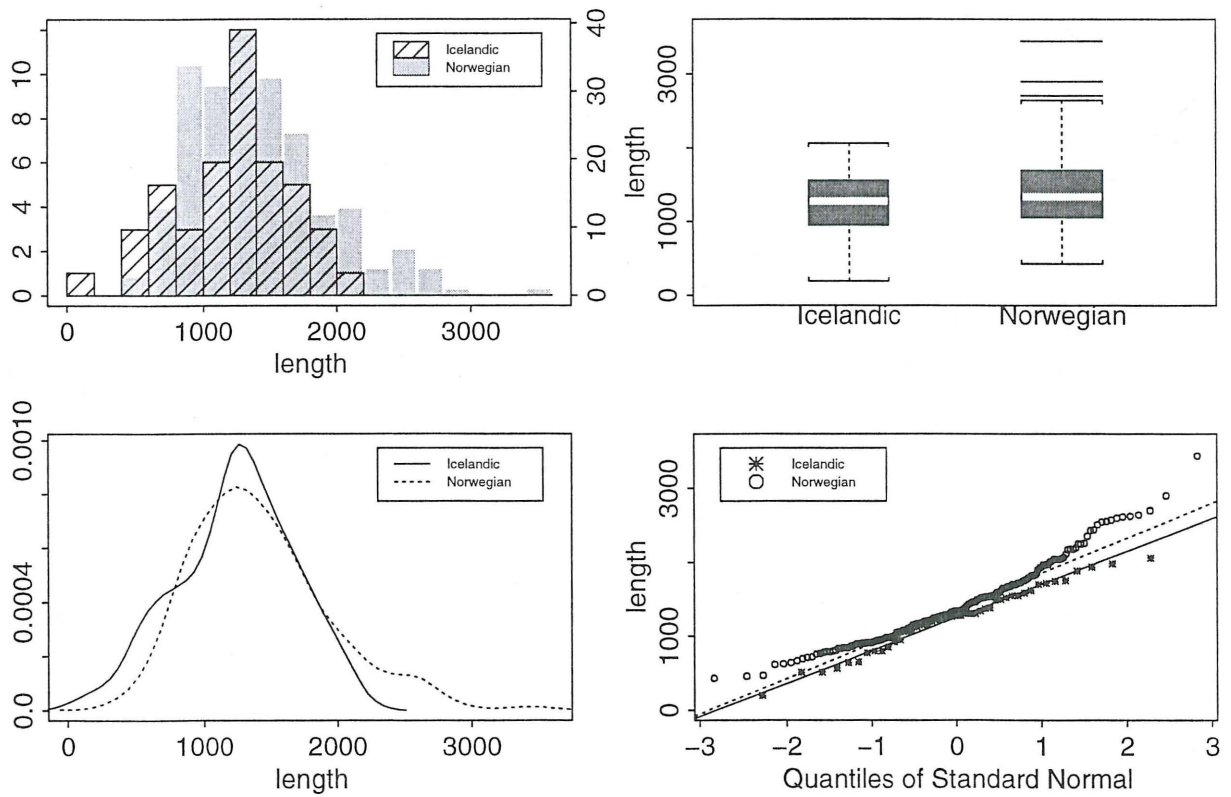 0 2 4 6 8 10
0 10 20 30 40
Icelandic
Norwegian
0 1000 2000 3000
length
0 1000 3000
length
Icelandic Norwegian
0.0 0.0004 0.0010
Icelandic
Norwegian
0 1000 2000 3000
length
0 1000 3000
length
Icelandic
Norwegian
−3 −2 −1 0 1 2 3
Quantiles of Standard Normal